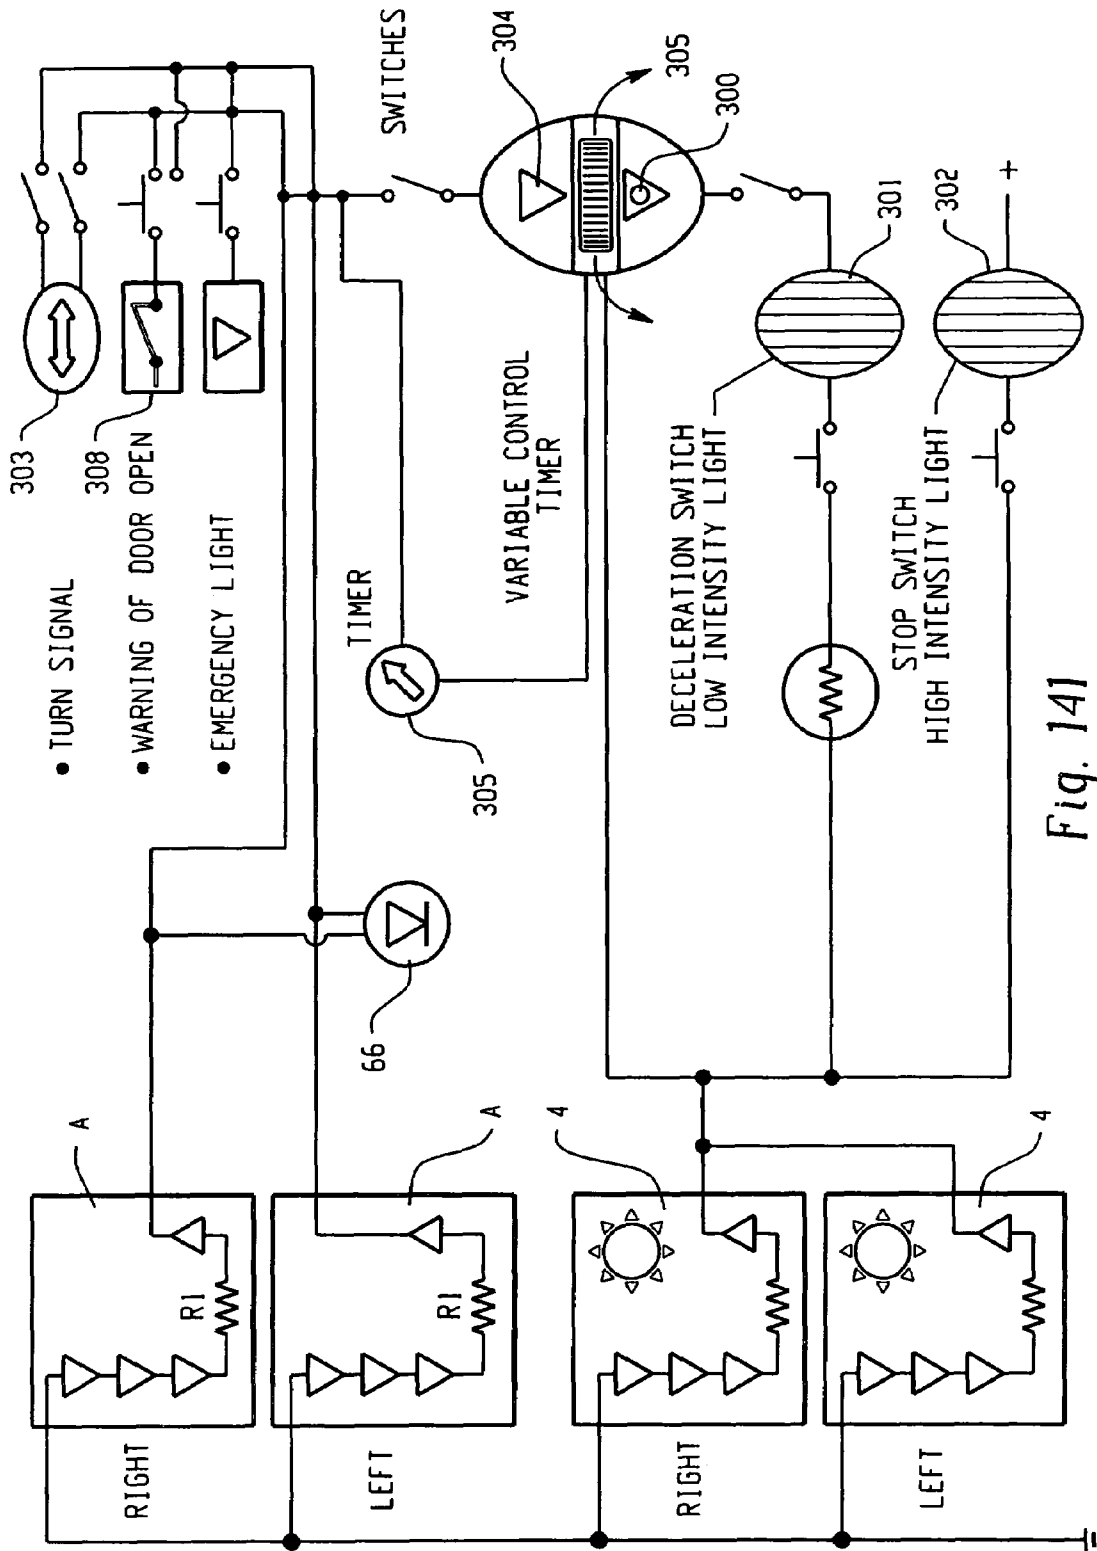 SWITCHES
304
305
300
301
302
+
303
308
• TURN SIGNAL
• WARNING OF DOOR OPEN
• EMERGENCY LIGHT
TIMER
305
VARIABLE CONTROL
TIMER
DECELERATION SWITCH
LOW INTENSITY LIGHT
STOP SWITCH
HIGH INTENSITY LIGHT
66
A
A
4
4
R1
R1
RIGHT
LEFT
RIGHT
LEFT
Fig. 141